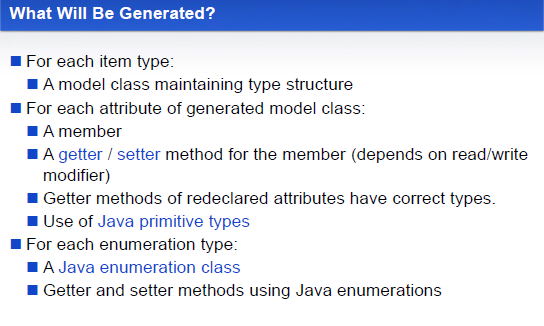 What Will Be Generated?
For each item type:
A model class maintaining type structure
For each attribute of generated model class:
A member
A getter / setter method for the member (depends on read/write
modifier)
Getter methods of redeclared attributes have correct types.
Use of Java primitive types
For each enumeration type:
A Java enumeration class
Getter and setter methods using Java enumerations